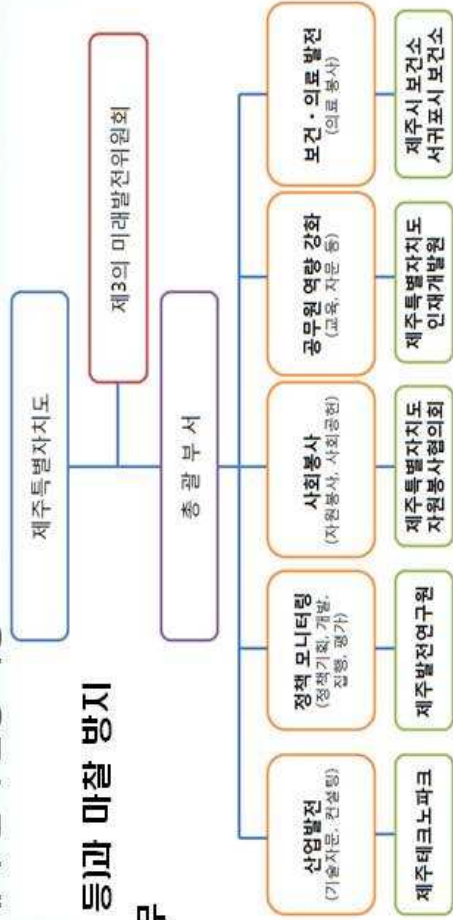 등)과 마찰 방지
제주특별자치도
제3의 미래발전위원회
총 괄 부 서
산업발전
(기술자문, 컨설팅)
정책 모니터링
(정책기획, 개발,
집행, 평가)
사회봉사
(자원봉사, 사회공헌)
공무원 역량 강화
(교육, 자문 등)
보건 · 의료 발전
(의료 봉사)
제주테크노파크
제주발전연구원
제주특별자치도
자원봉사협의회
제주특별자치도
인재개발원
제주시 보건소
서귀포시 보건소